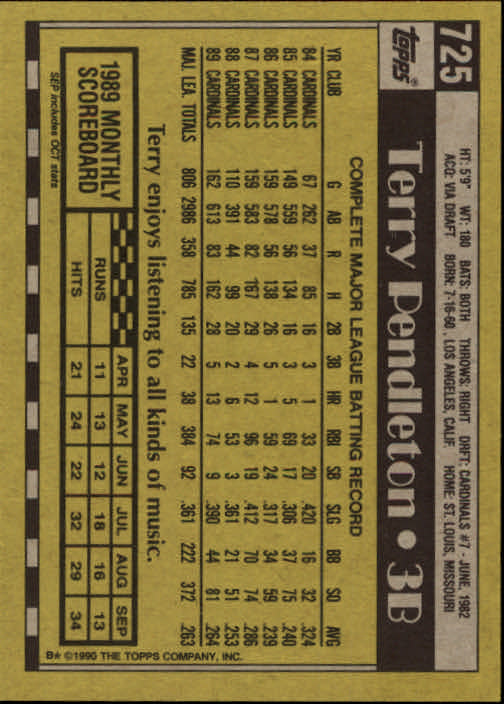 725
topps®
HT: 5'9" WT: 180 BATS: BOTH THROWS: RIGHT DRFT: CARDINALS #7 - JUNE, 1982
ACQ: VIA DRAFT BORN: 7-16-60, LOS ANGELES, CALIF. HOME: ST. LOUIS, MISSOURI
Terry Pendleton • 3B
COMPLETE MAJOR LEAGUE BATTING RECORD
YR CLUB G AB R H 2B 3B HR RBI SB SLG BB SO AVG
84 CARDINALS 67 262 37 85 16 3 1 33 20 .420 16 32 .324
85 CARDINALS 149 559 56 134 16 3 5 69 17 .306 37 75 .240
86 CARDINALS 159 578 56 138 26 5 1 59 24 .317 34 59 .239
87 CARDINALS 159 583 82 167 29 4 12 96 19 .412 70 74 .286
88 CARDINALS 110 391 44 99 20 2 6 53 3 .361 21 51 .253
89 CARDINALS 162 613 83 162 28 5 13 74 9 .390 44 81 .264
MAJ. LEA. TOTALS 806 2986 358 785 135 22 38 384 92 .361 222 372 .263
Terry enjoys listening to all kinds of music.
1989 MONTHLY SCOREBOARD
APR MAY JUN JUL AUG SEP
RUNS 11 13 12 18 16 13
HITS 21 24 22 32 29 34
SEP includes OCT stats
B* ©1990 THE TOPPS COMPANY, INC.